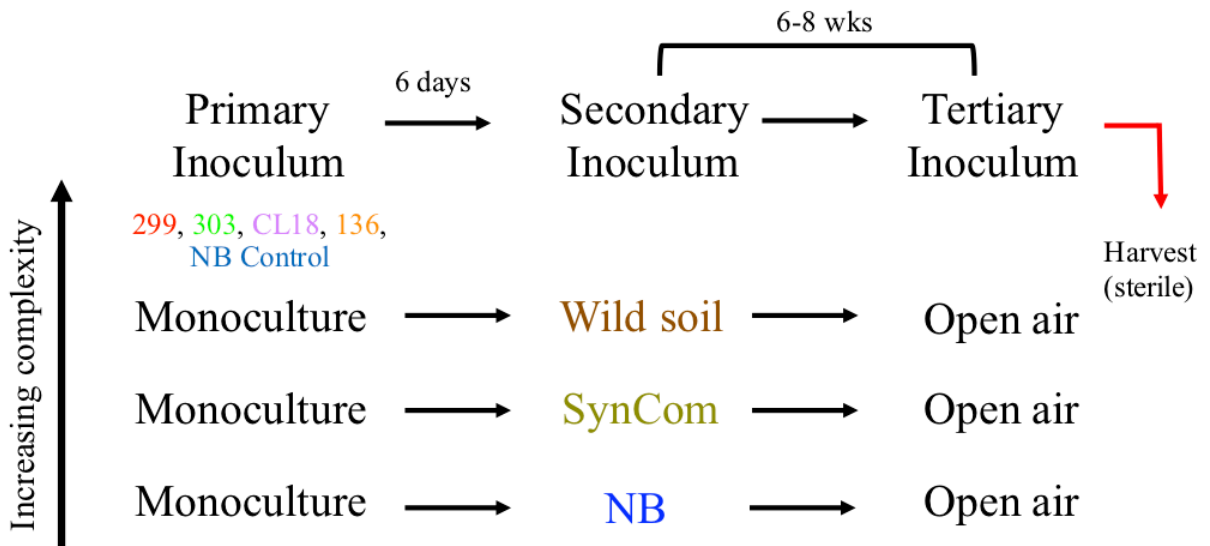 6-8 wks
6 days
Primary
Inoculum
Secondary
Inoculum
Tertiary
Inoculum
299, 303, CL18, 136,
NB Control
Harvest
(sterile)
Increasing complexity
Monoculture
Wild soil
Open air
Monoculture
SynCom
Open air
Monoculture
NB
Open air